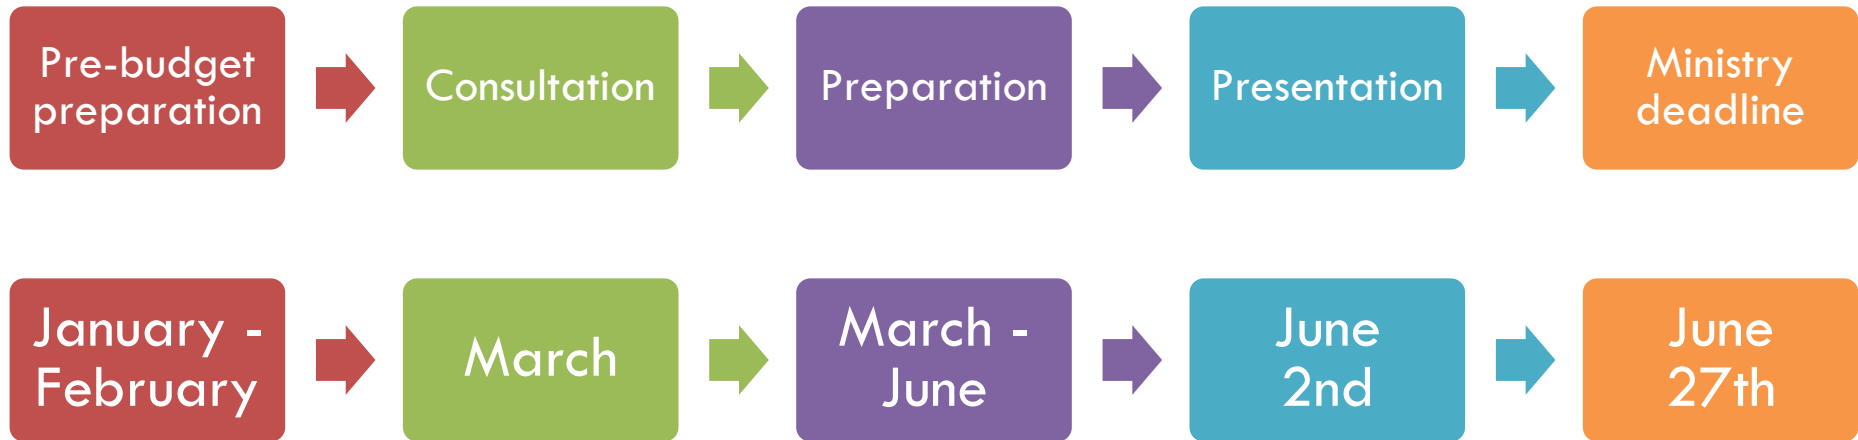 Pre-budget
preparation
Consultation
Preparation
Presentation
Ministry
deadline
January -
February
March
March -
June
June
2nd
June
27th